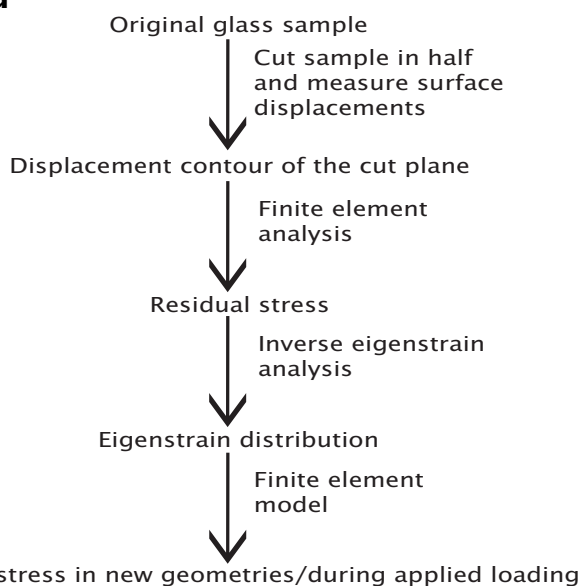 Original glass sample
Cut sample in half
and measure surface
displacements
Displacement contour of the cut plane
Finite element
analysis
Residual stress
Inverse eigenstrain
analysis
Eigenstrain distribution
Finite element
model
stress in new geometries/during applied loading